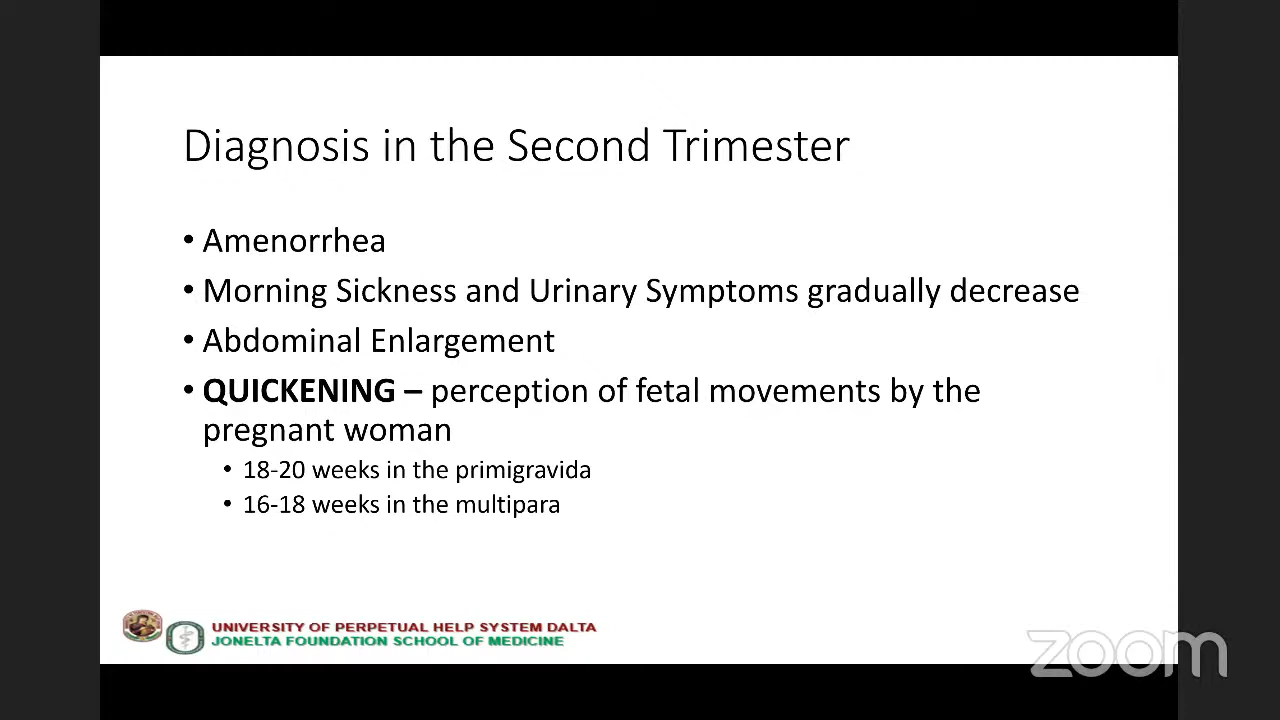 Diagnosis in the Second Trimester
• Amenorrhea
• Morning Sickness and Urinary Symptoms gradually decrease
• Abdominal Enlargement
• QUICKENING – perception of fetal movements by the
pregnant woman
• 18-20 weeks in the primigravida
• 16-18 weeks in the multipara
UNIVERSITY OF PERPETUAL HELP SYSTEM DALTA
JONELTA FOUNDATION SCHOOL OF MEDICINE
zoom